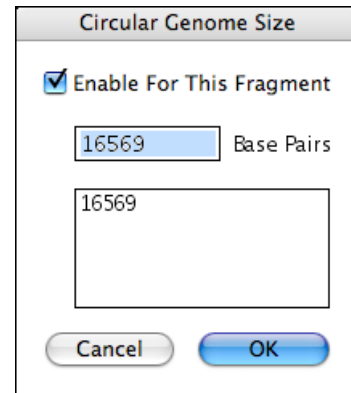 Circular Genome Size
Enable For This Fragment
16569 Base Pairs
16569
Cancel OK